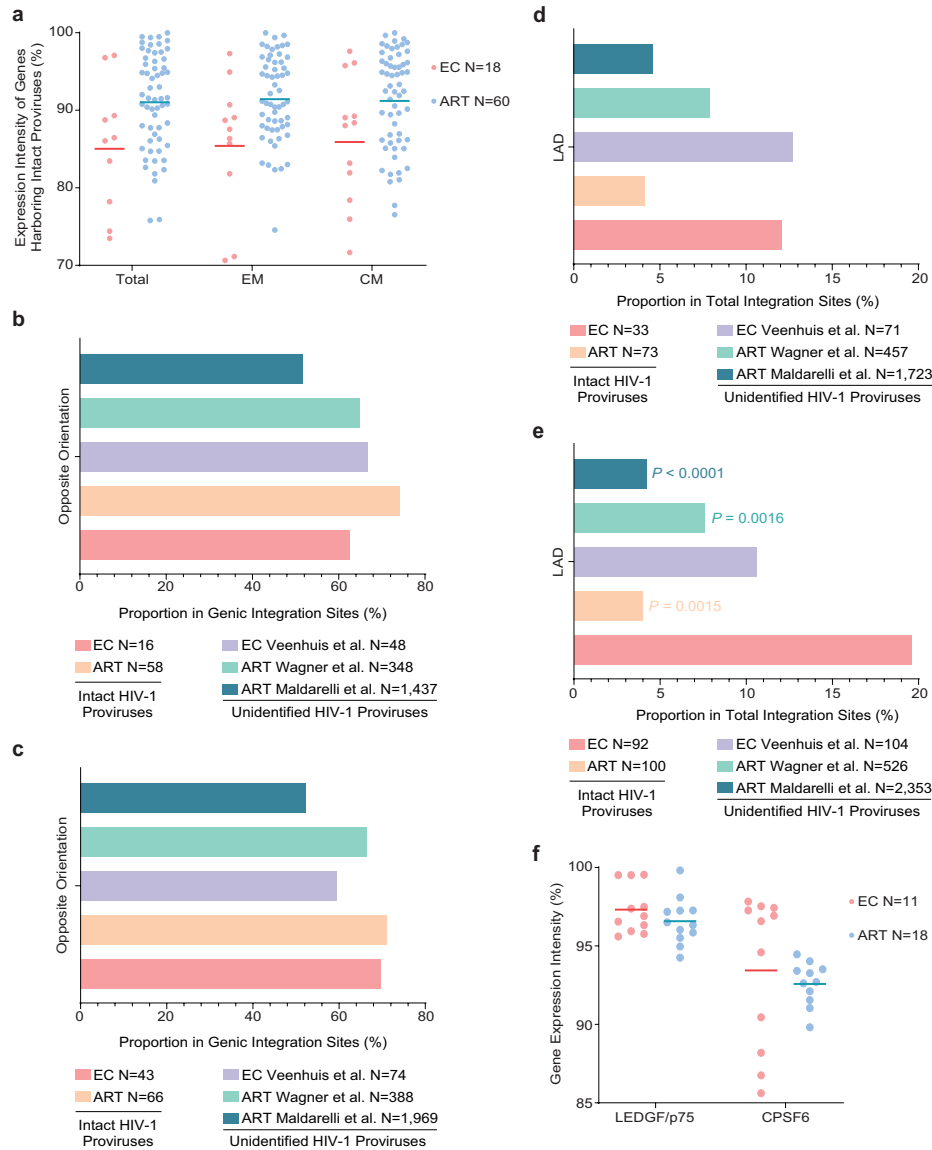 a
Expression Intensity of Genes
Harboring Intact Proviruses (%)
100
90
80
70
Total
EM
CM
EC N=18
ART N=60
b
Opposite Orientation
0
20
40
60
80
Proportion in Genic Integration Sites (%)
EC N=16
ART N=58
Intact HIV-1
Proviruses
EC Veenhuis et al. N=48
ART Wagner et al. N=348
ART Maldarelli et al. N=1,437
Unidentified HIV-1 Proviruses
c
Opposite Orientation
0
20
40
60
80
Proportion in Genic Integration Sites (%)
EC N=43
ART N=66
Intact HIV-1
Proviruses
EC Veenhuis et al. N=74
ART Wagner et al. N=388
ART Maldarelli et al. N=1,969
Unidentified HIV-1 Proviruses
d
LAD
0
5
10
15
20
Proportion in Total Integration Sites (%)
EC N=33
ART N=73
Intact HIV-1
Proviruses
EC Veenhuis et al. N=71
ART Wagner et al. N=457
ART Maldarelli et al. N=1,723
Unidentified HIV-1 Proviruses
e
LAD
P < 0.0001
P = 0.0016
P = 0.0015
0
5
10
15
20
Proportion in Total Integration Sites (%)
EC N=92
ART N=100
Intact HIV-1
Proviruses
EC Veenhuis et al. N=104
ART Wagner et al. N=526
ART Maldarelli et al. N=2,353
Unidentified HIV-1 Proviruses
f
Gene Expression Intensity (%)
100
95
90
85
LEDGF/p75
CPSF6
EC N=11
ART N=18